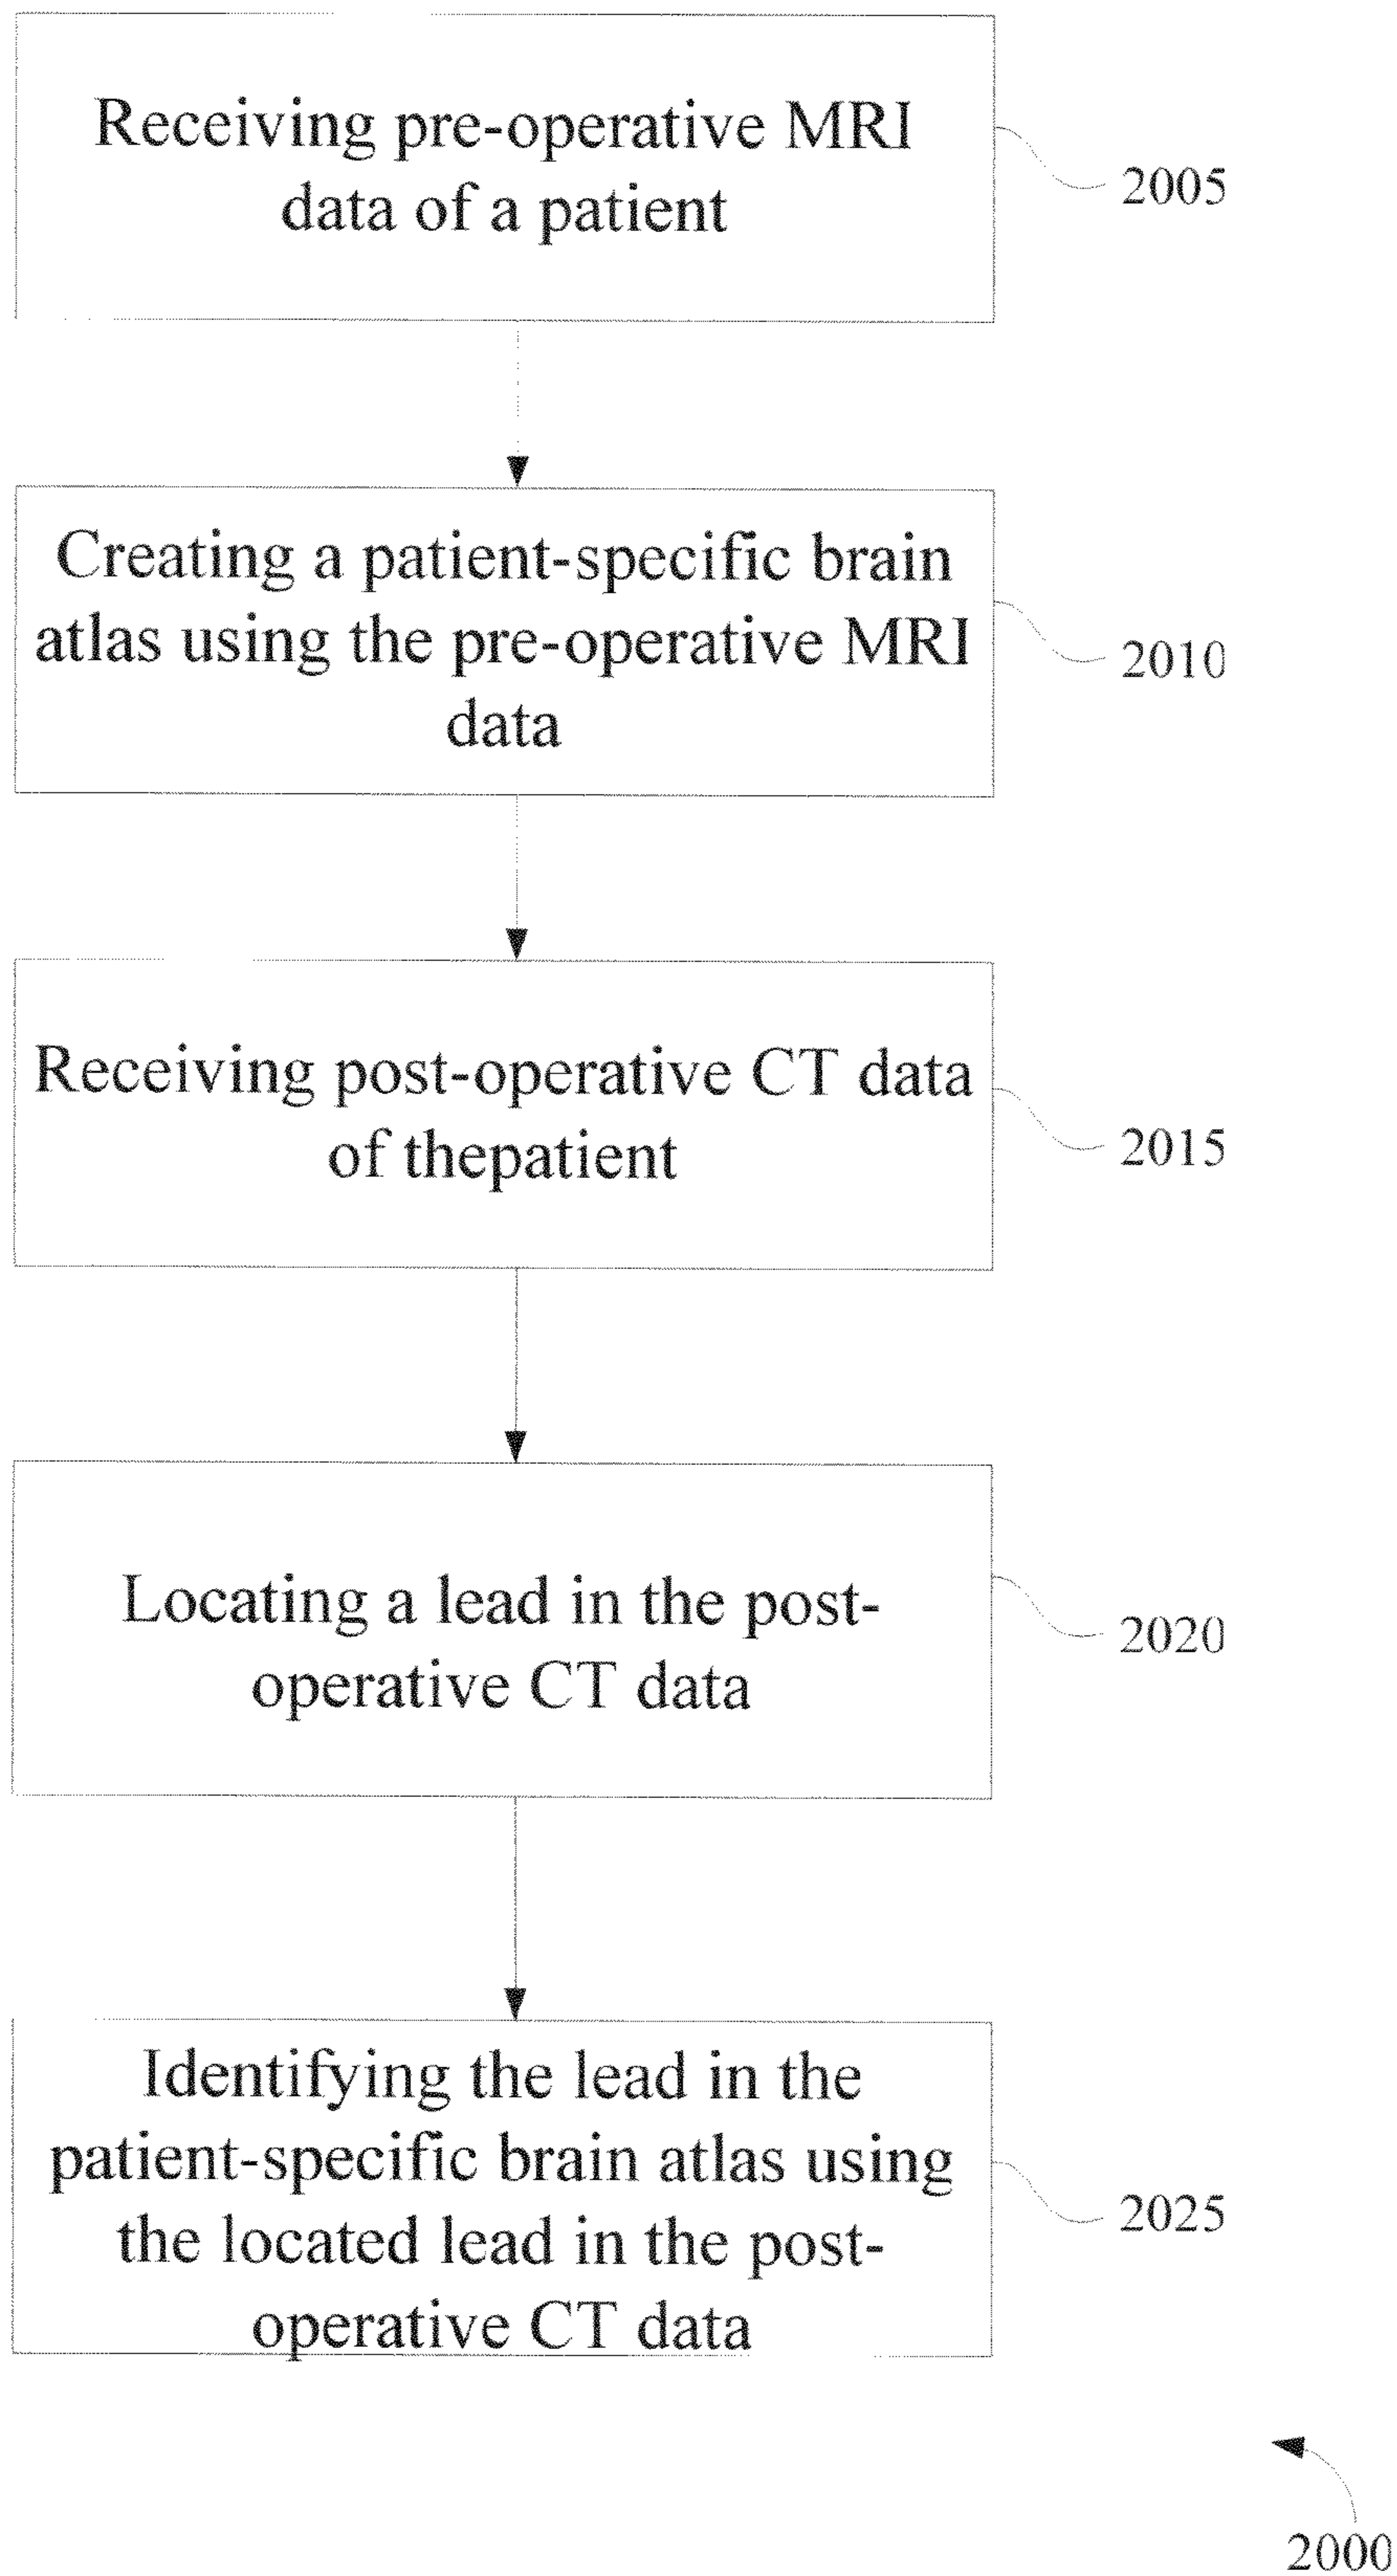 Receiving pre-operative MRI
data of a patient
2005
Creating a patient-specific brain
atlas using the pre-operative MRI
data
2010
Receiving post-operative CT data
of thepatient
2015
Locating a lead in the post-
operative CT data
2020
Identifying the lead in the
patient-specific brain atlas using
the located lead in the post-
operative CT data
2025
2000